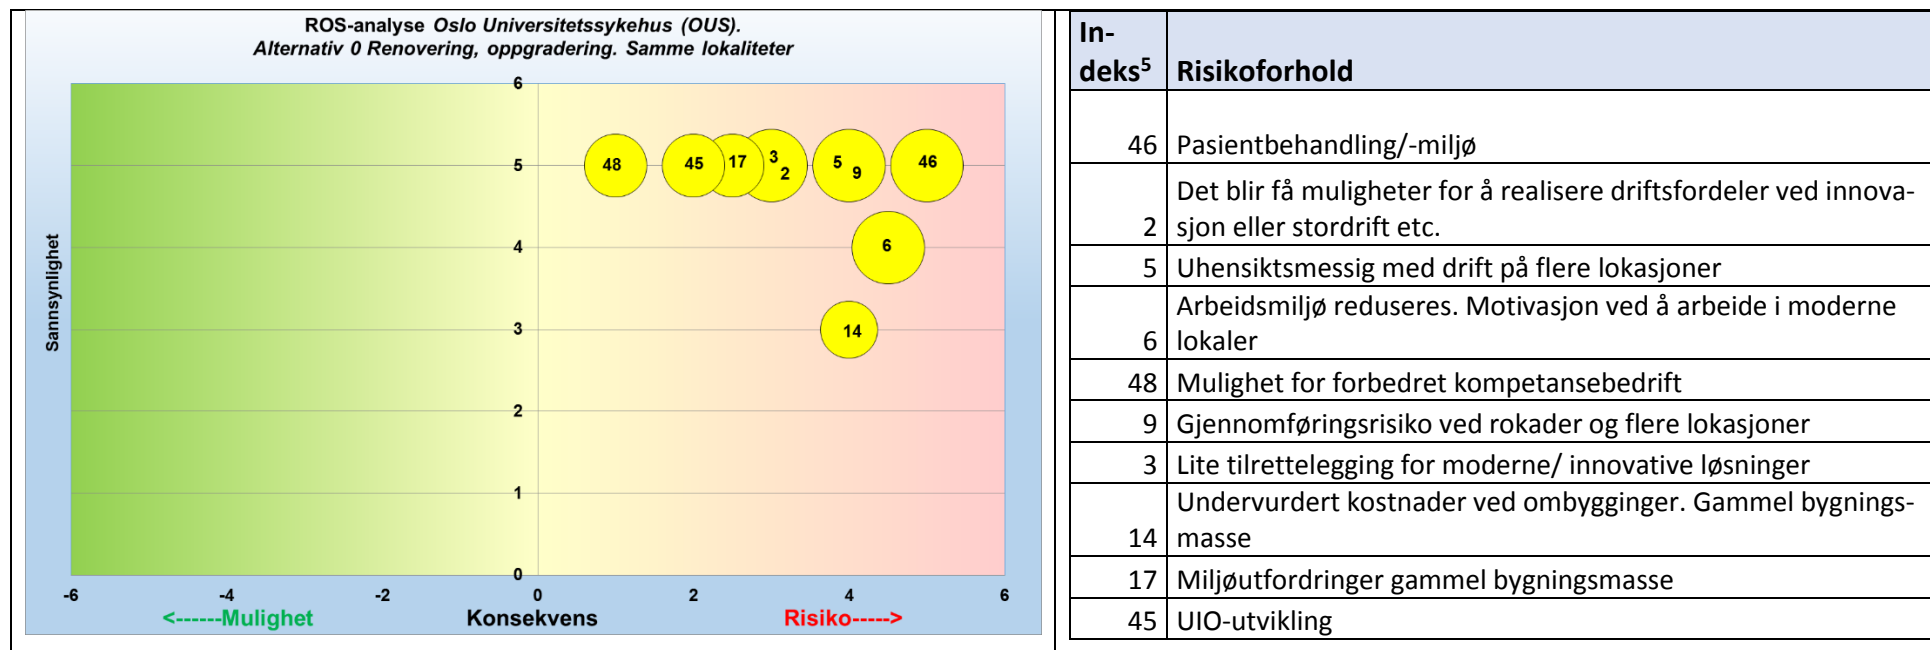 ROS-analyse Oslo Universitetssykehus (OUS).
Alternativ 0 Renovering, oppgradering. Samme lokaliteter
Sannsynlighet
6
5
4
3
2
1
0
48
45
17
3
2
5
9
46
6
14
-6
-4
-2
0
2
4
6
<------Mulighet
Konsekvens
Risiko----->
In-
deks5 Risikoforhold
46 Pasientbehandling/-miljø
Det blir få muligheter for å realisere driftsfordeler ved innova-
2 sjon eller stordrift etc.
5 Uhensiktsmessig med drift på flere lokasjoner
Arbeidsmiljø reduseres. Motivasjon ved å arbeide i moderne
6 lokaler
48 Mulighet for forbedret kompetansebedrift
9 Gjennomføringsrisiko ved rokader og flere lokasjoner
3 Lite tilrettelegging for moderne/ innovative løsninger
Undervurdert kostnader ved ombygginger. Gammel bygnings-
14 masse
17 Miljøutfordringer gammel bygningsmasse
45 UIO-utvikling